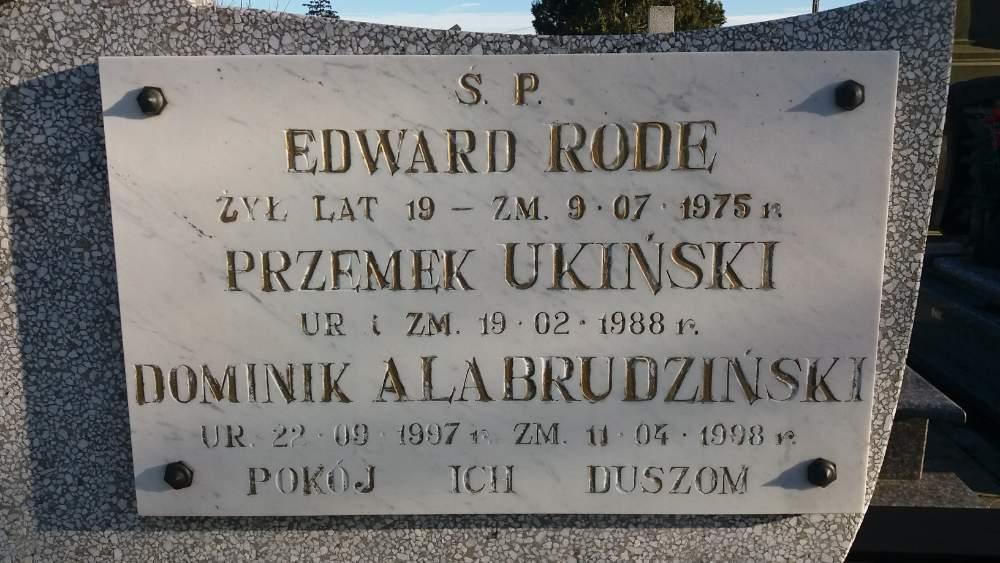 Ś. P.
EDWARD RODE
ŻYŁ LAT 19 – ZM. 9·07·1975 r.
PRZEMEK UKIŃSKI
UR i ZM. 19·02·1988 r.
DOMINIK ALABRUDZIŃSKI
UR. 22·09·1997 r. ZM. 11·04·1998 r.
POKÓJ ICH DUSZOM